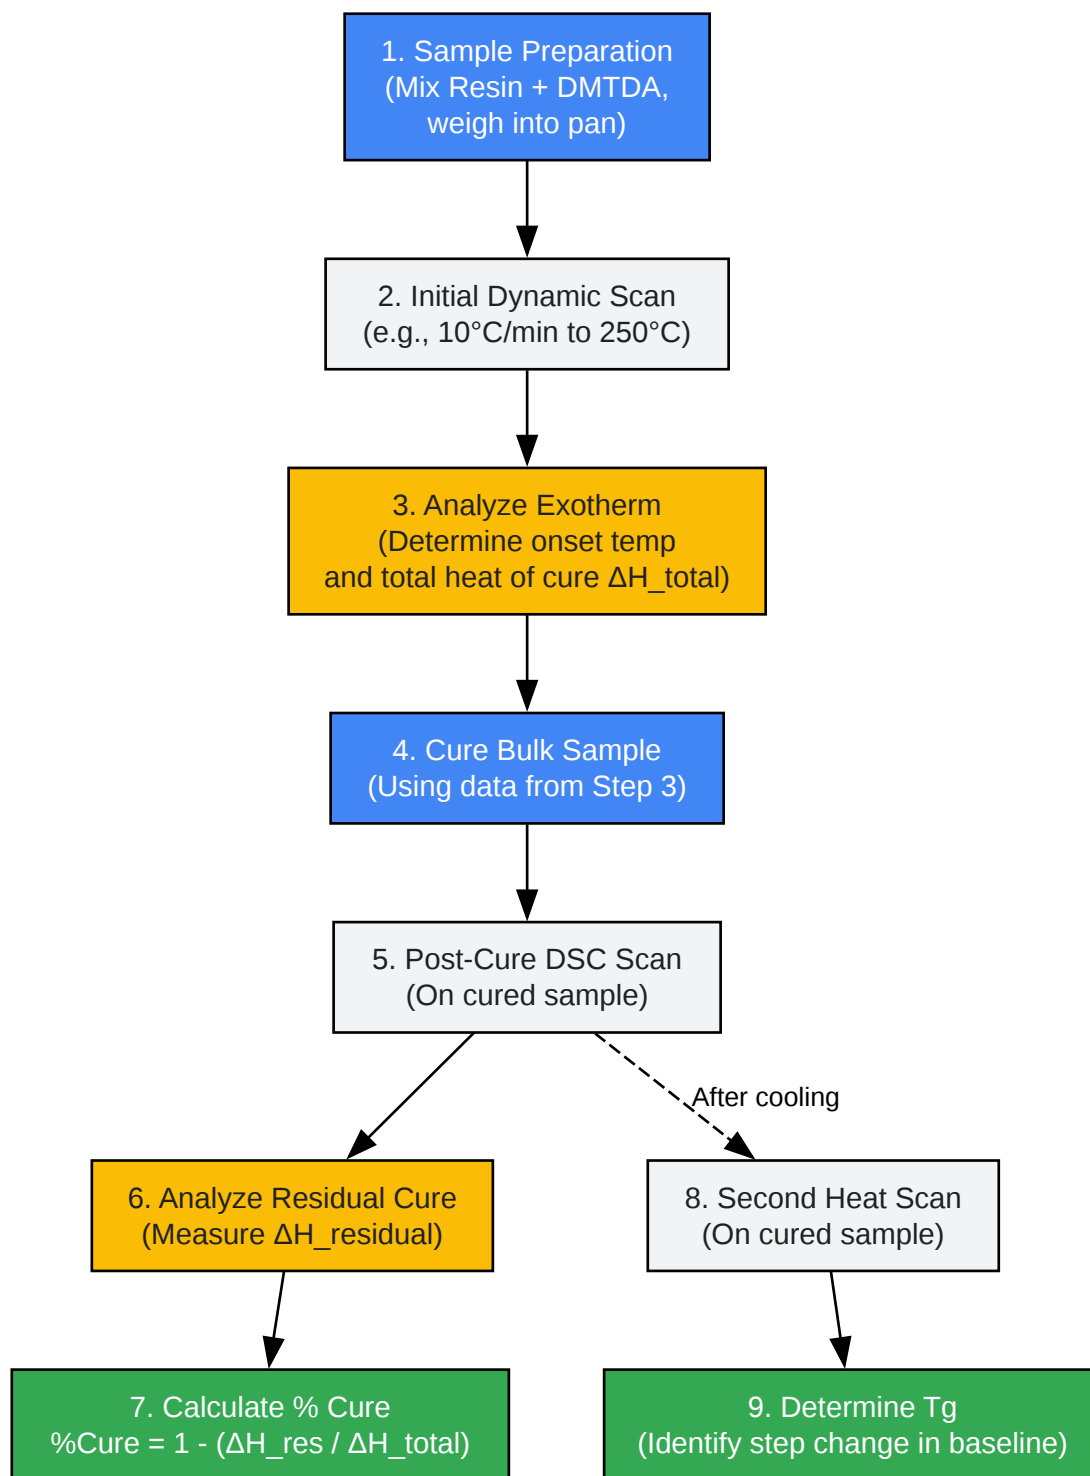 1. Sample Preparation
(Mix Resin + DMTDA,
weigh into pan)
2. Initial Dynamic Scan
(e.g., 10°C/min to 250°C)
3. Analyze Exotherm
(Determine onset temp
and total heat of cure ΔH_total)
4. Cure Bulk Sample
(Using data from Step 3)
5. Post-Cure DSC Scan
(On cured sample)
After cooling
6. Analyze Residual Cure
(Measure ΔH_residual)
8. Second Heat Scan
(On cured sample)
7. Calculate % Cure
%Cure = 1 - (ΔH_res / ΔH_total)
9. Determine Tg
(Identify step change in baseline)